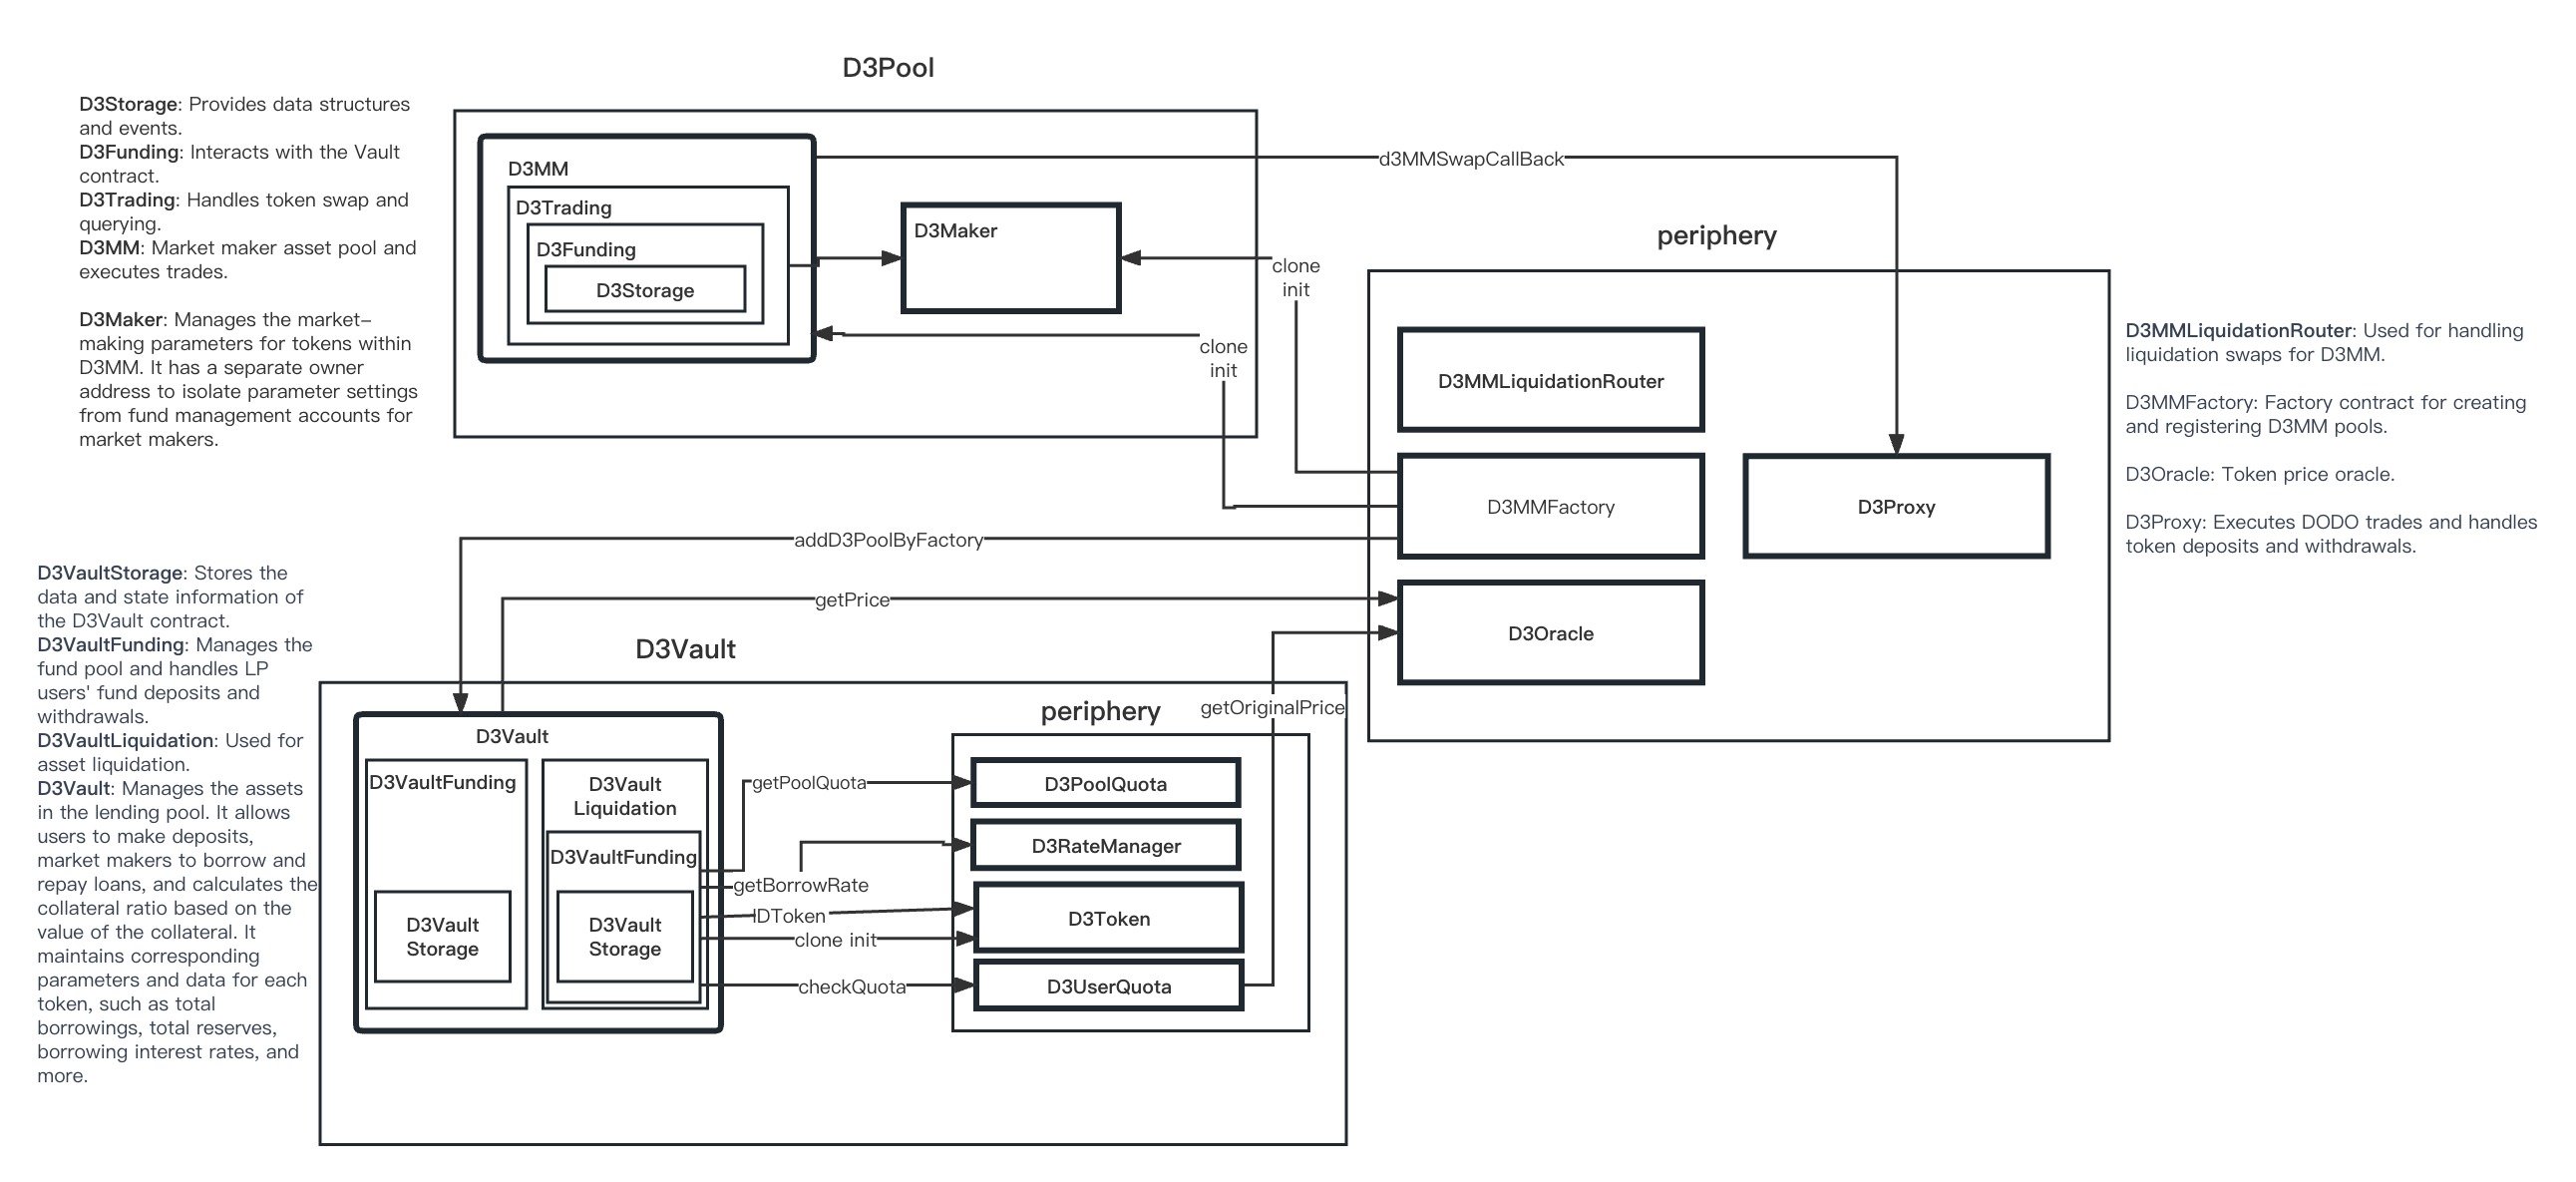 D3Pool
D3Storage: Provides data structures
and events.
D3Funding: Interacts with the Vault
contract.
D3Trading: Handles token swap and
querying.
D3MM: Market maker asset pool and
executes trades.
D3Maker: Manages the market-
making parameters for tokens within
D3MM. It has a separate owner
address to isolate parameter settings
from fund management accounts for
market makers.
D3MM
D3Trading
D3Funding
D3Storage
D3Maker
d3MMSwapCallBack
clone
init
clone
init
periphery
D3MMLiquidationRouter
D3MMFactory
D3Proxy
D3Oracle
D3MMLiquidationRouter: Used for handling
liquidation swaps for D3MM.
D3MMFactory: Factory contract for creating
and registering D3MM pools.
D3Oracle: Token price oracle.
D3Proxy: Executes DODO trades and handles
token deposits and withdrawals.
addD3PoolByFactory
getPrice
D3Vault
D3VaultStorage: Stores the
data and state information of
the D3Vault contract.
D3VaultFunding: Manages the
fund pool and handles LP
users' fund deposits and
withdrawals.
D3VaultLiquidation: Used for
asset liquidation.
D3Vault: Manages the assets
in the lending pool. It allows
users to make deposits,
market makers to borrow and
repay loans, and calculates the
collateral ratio based on the
value of the collateral. It
maintains corresponding
parameters and data for each
token, such as total
borrowings, total reserves,
borrowing interest rates, and
more.
D3Vault
D3VaultFunding
D3Vault
Storage
D3Vault
Liquidation
D3VaultFunding
D3Vault
Storage
getPoolQuota
getBorrowRate
IDToken
clone init
checkQuota
periphery
getOriginalPrice
D3PoolQuota
D3RateManager
D3Token
D3UserQuota